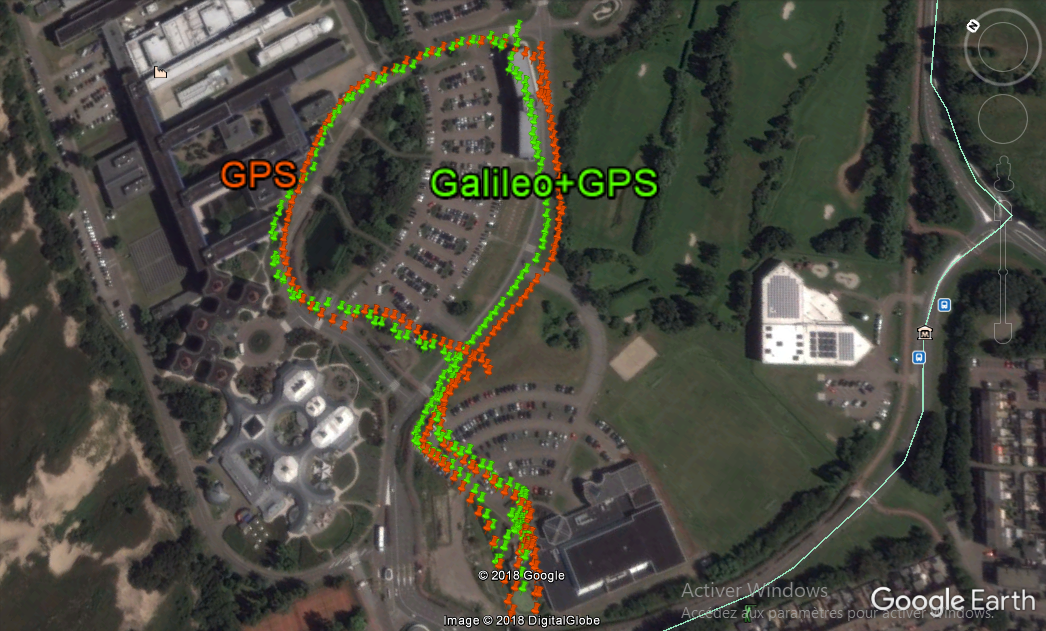 GPS
Galileo+GPS
© 2018 Google
Activer Windows
Accédez aux paramètres pour activer Windows.
Google Earth
Image © 2018 DigitalGlobe